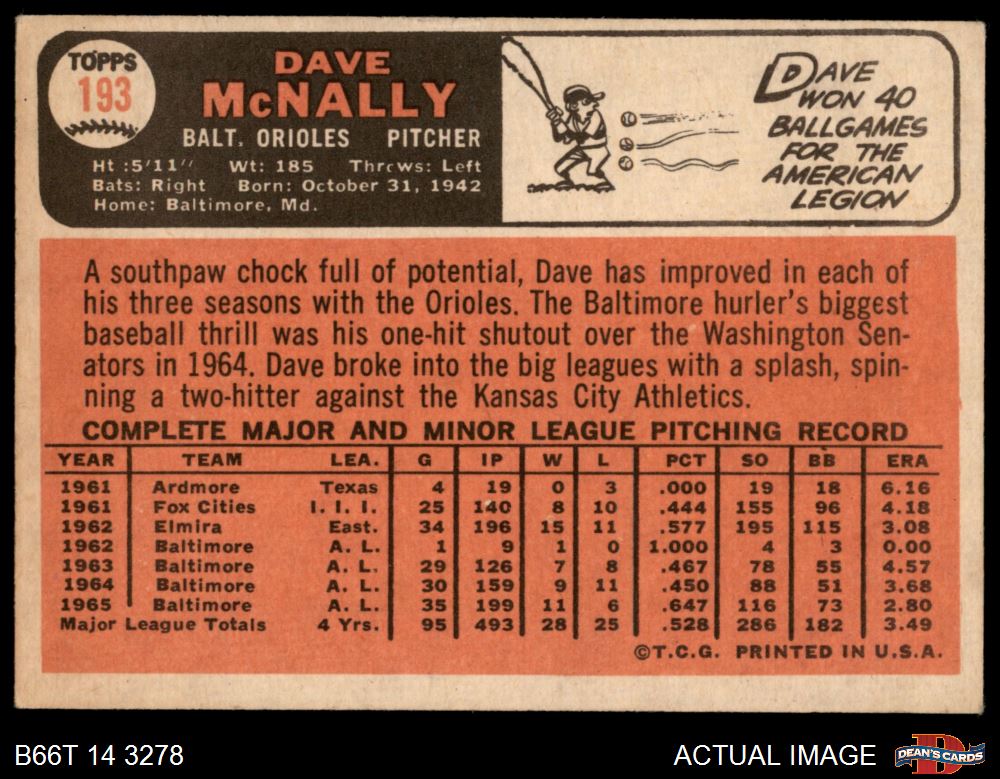 TOPPS
193
DAVE
McNALLY
BALT. ORIOLES PITCHER
Ht :5'11" Wt: 185 Throws: Left
Bats: Right Born: October 31, 1942
Home: Baltimore, Md.
DAVE
WON 40
BALLGAMES
FOR THE
AMERICAN
LEGION
A southpaw chock full of potential, Dave has improved in each of
his three seasons with the Orioles. The Baltimore hurler's biggest
baseball thrill was his one-hit shutout over the Washington Sen-
ators in 1964. Dave broke into the big leagues with a splash, spin-
ning a two-hitter against the Kansas City Athletics.
COMPLETE MAJOR AND MINOR LEAGUE PITCHING RECORD
YEAR TEAM LEA. G IP W L PCT SO BB ERA
1961 Ardmore Texas 4 19 0 3 .000 19 18 6.16
1961 Fox Cities I. I. I. 25 140 8 10 .444 155 96 4.18
1962 Elmira East. 34 196 15 11 .577 195 115 3.08
1962 Baltimore A. L. 1 9 1 0 1.000 4 3 0.00
1963 Baltimore A. L. 29 126 7 8 .467 78 55 4.57
1964 Baltimore A. L. 30 159 9 11 .450 88 51 3.68
1965 Baltimore A. L. 35 199 11 6 .647 116 73 2.80
Major League Totals 4 Yrs. 95 493 28 25 .528 286 182 3.49
©T.C.G. PRINTED IN U.S.A.
B66T 14 3278
ACTUAL IMAGE
DEAN'S CARDS